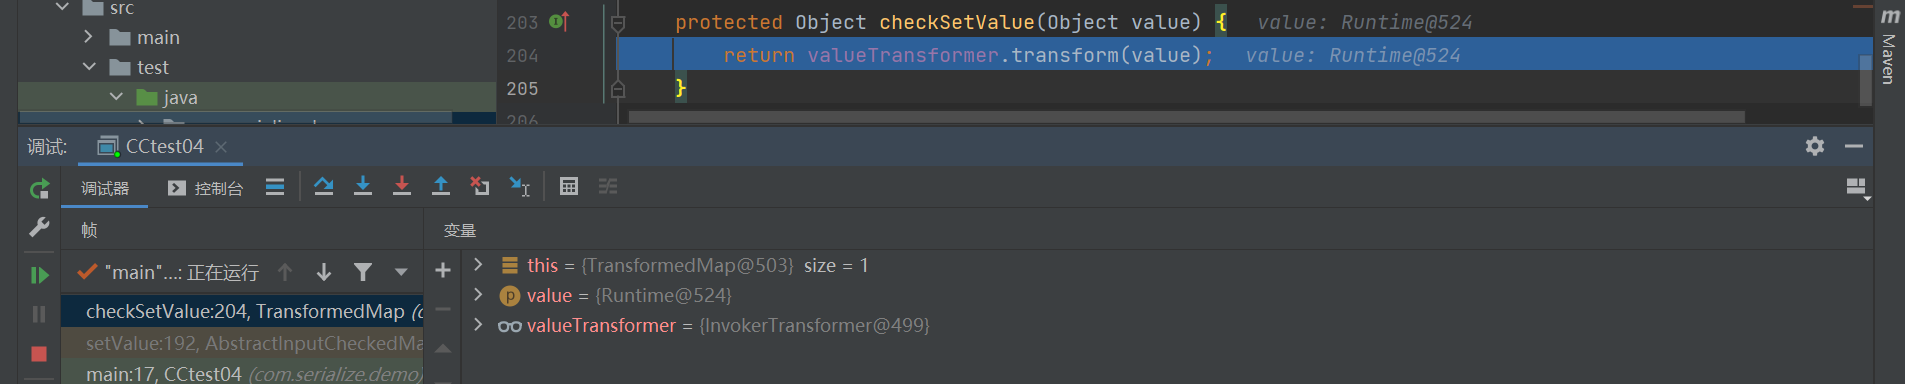 src
main
test
java
203 protected Object checkSetValue(Object value) { value: Runtime@524
204 return valueTransformer.transform(value); value: Runtime@524
205 }
206
Maven
调试: CCtest04
调试器 控制台
帧 变量
"main"...: 正在运行
checkSetValue:204, TransformedMap (c
setValue:192, AbstractInputCheckedMa
main:17, CCtest04 (com.serialize.demo)
this = {TransformedMap@503} size = 1
value = {Runtime@524}
valueTransformer = {InvokerTransformer@499}